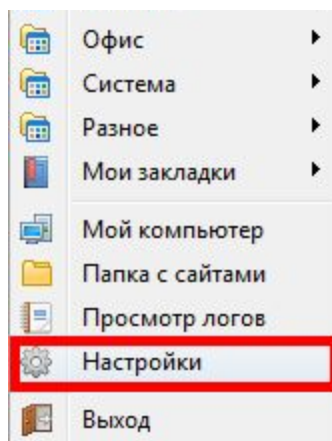 Офис
Система
Разное
Мои закладки
Мой компьютер
Папка с сайтами
Просмотр логов
Настройки
Выход